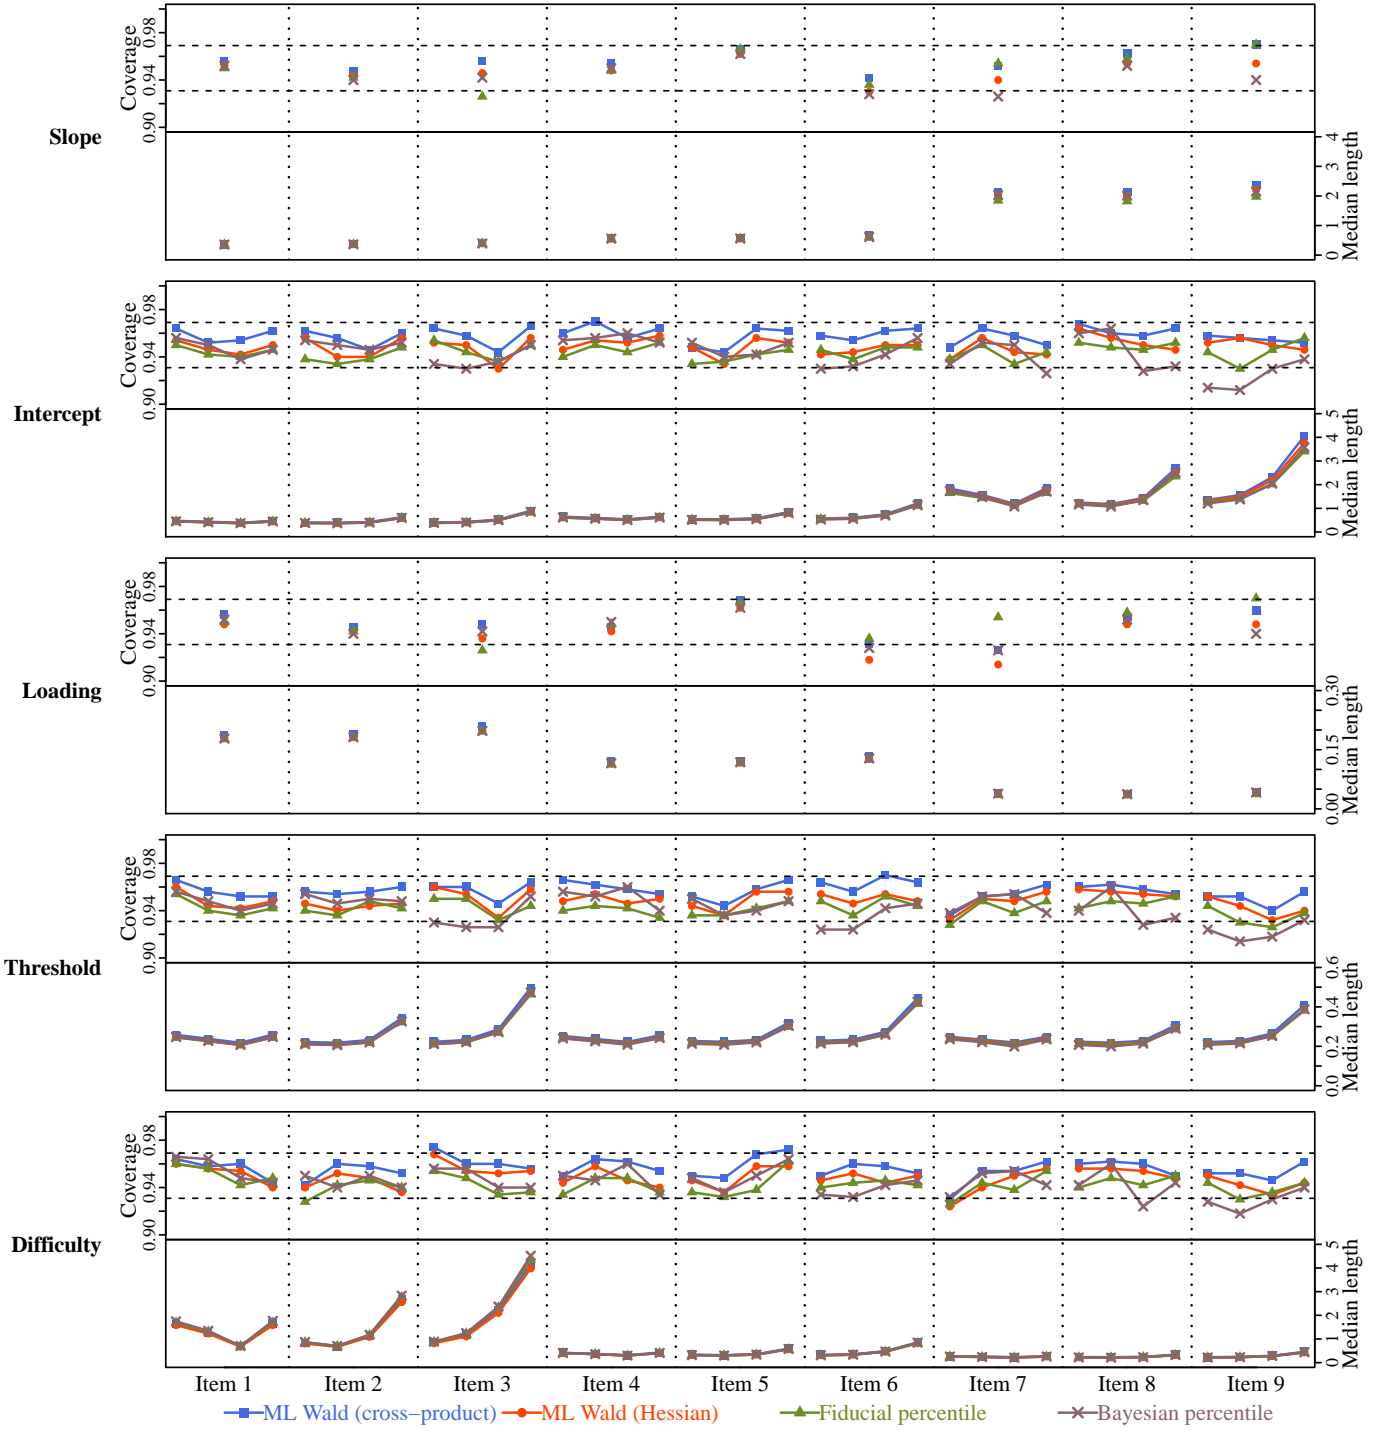 Slope
Coverage
0.90 0.94 0.98
Median length
0 1 2 3 4
Intercept
Coverage
0.90 0.94 0.98
Median length
0 1 2 3 4 5
Loading
Coverage
0.90 0.94 0.98
Median length
0.00 0.15 0.30
Threshold
Coverage
0.90 0.94 0.98
Median length
0.0 0.2 0.4 0.6
Difficulty
Coverage
0.90 0.94 0.98
Median length
0 1 2 3 4 5
Item 1 Item 2 Item 3 Item 4 Item 5 Item 6 Item 7 Item 8 Item 9
ML Wald (cross−product) ML Wald (Hessian) Fiducial percentile Bayesian percentile